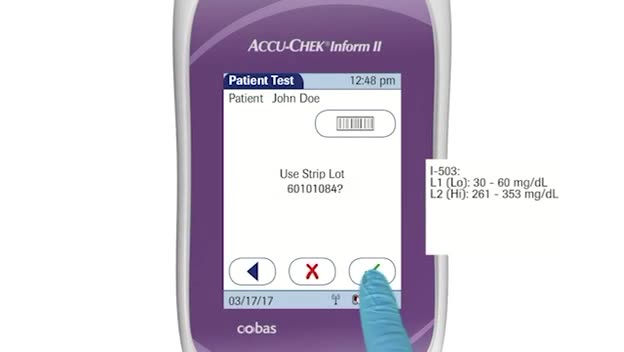 ACCU-CHEK® Inform II
Patient Test 12:48 pm
Patient John Doe
Use Strip Lot
60101084?
I-503:
L1 (Lo): 30 - 60 mg/dL
L2 (Hi): 261 - 353 mg/dL
03/17/17
cobas